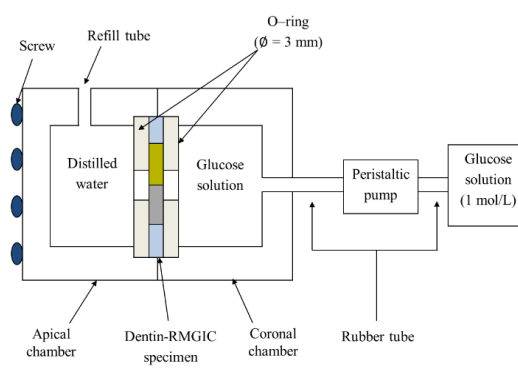 O–ring
(Ø = 3 mm)
Refill tube
Screw
Distilled
water
Glucose
solution
Peristaltic
pump
Glucose
solution
(1 mol/L)
Apical
chamber
Dentin-RMGIC
specimen
Coronal
chamber
Rubber tube